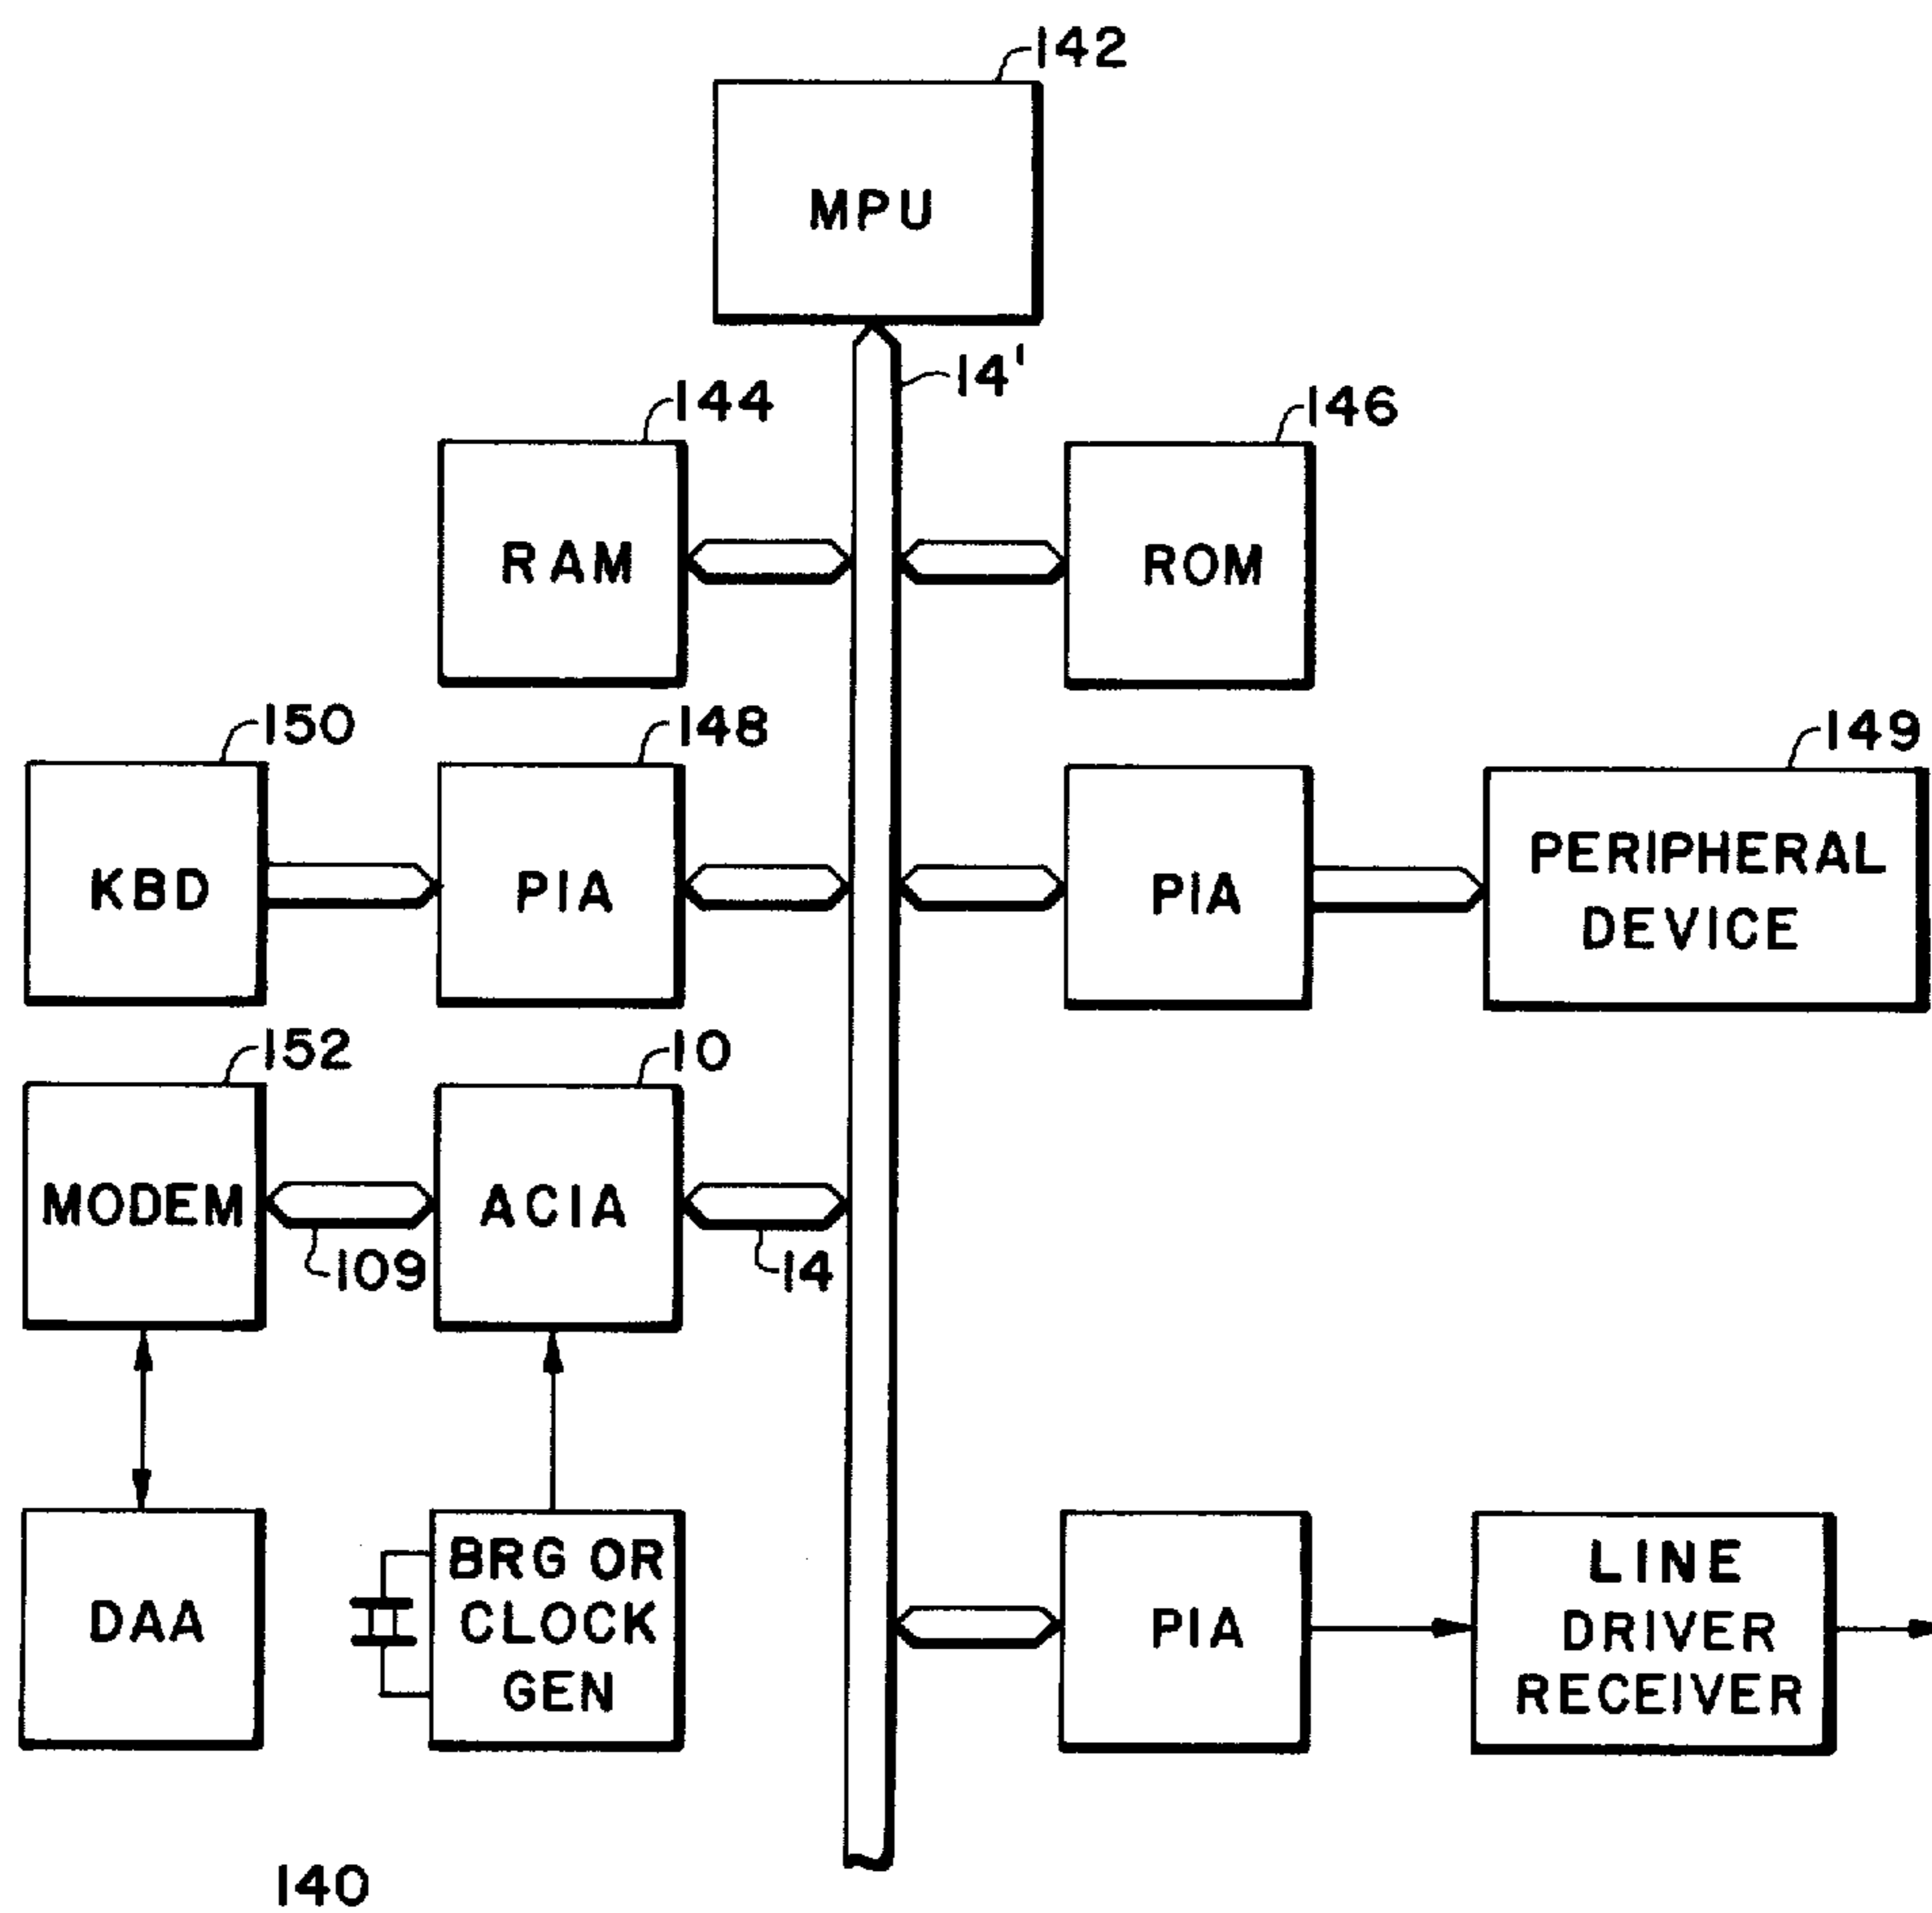 142
MPU
14'
144
146
RAM
ROM
150
148
149
KBD
PIA
PIA
PERIPHERAL
DEVICE
152
10
MODEM
ACIA
109
14
DAA
BRG OR
CLOCK
GEN
PIA
LINE
DRIVER
RECEIVER
140